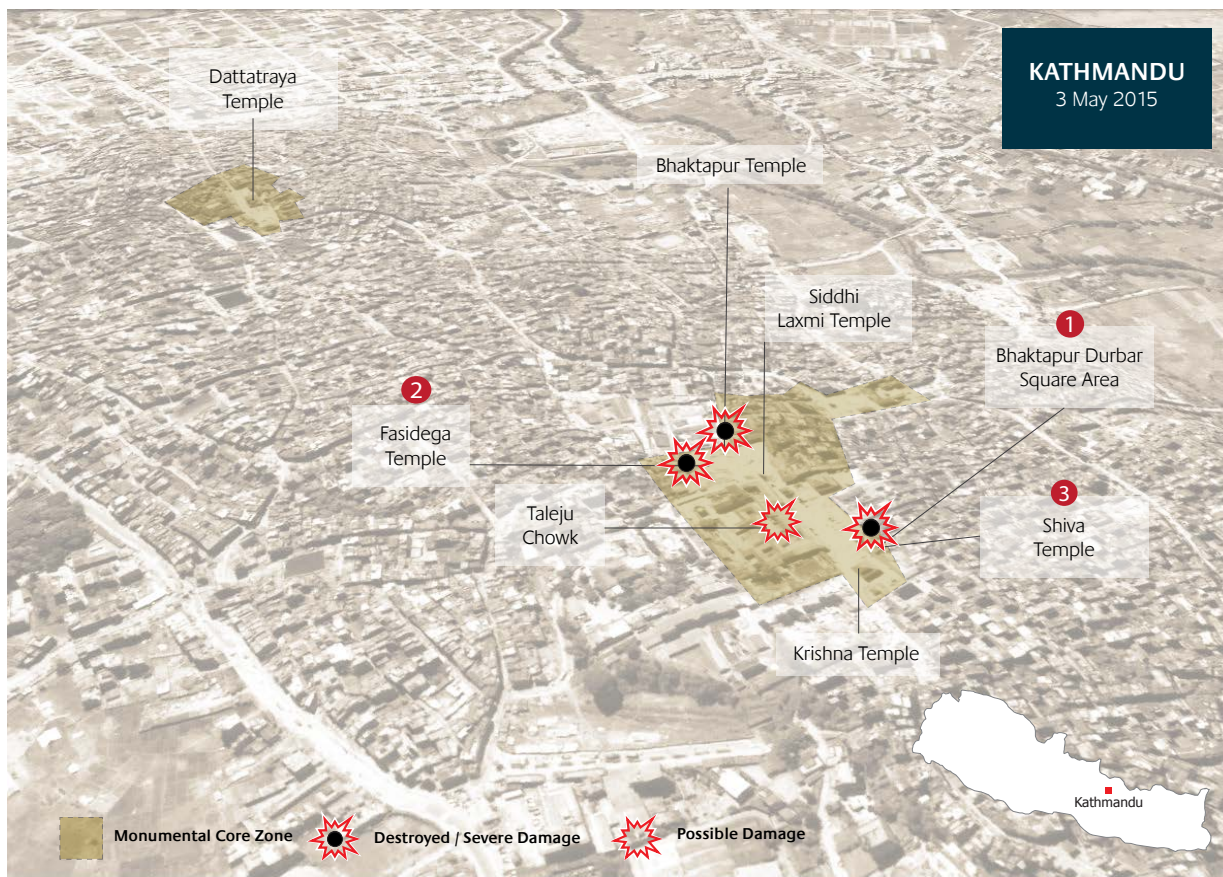 KATHMANDU
3 May 2015
Dattatraya
Temple
Bhaktapur Temple
Siddhi
Laxmi Temple
1
Bhaktapur Durbar
Square Area
2
Fasidega
Temple
Taleju
Chowk
3
Shiva
Temple
Krishna Temple
Kathmandu
Monumental Core Zone
Destroyed / Severe Damage
Possible Damage